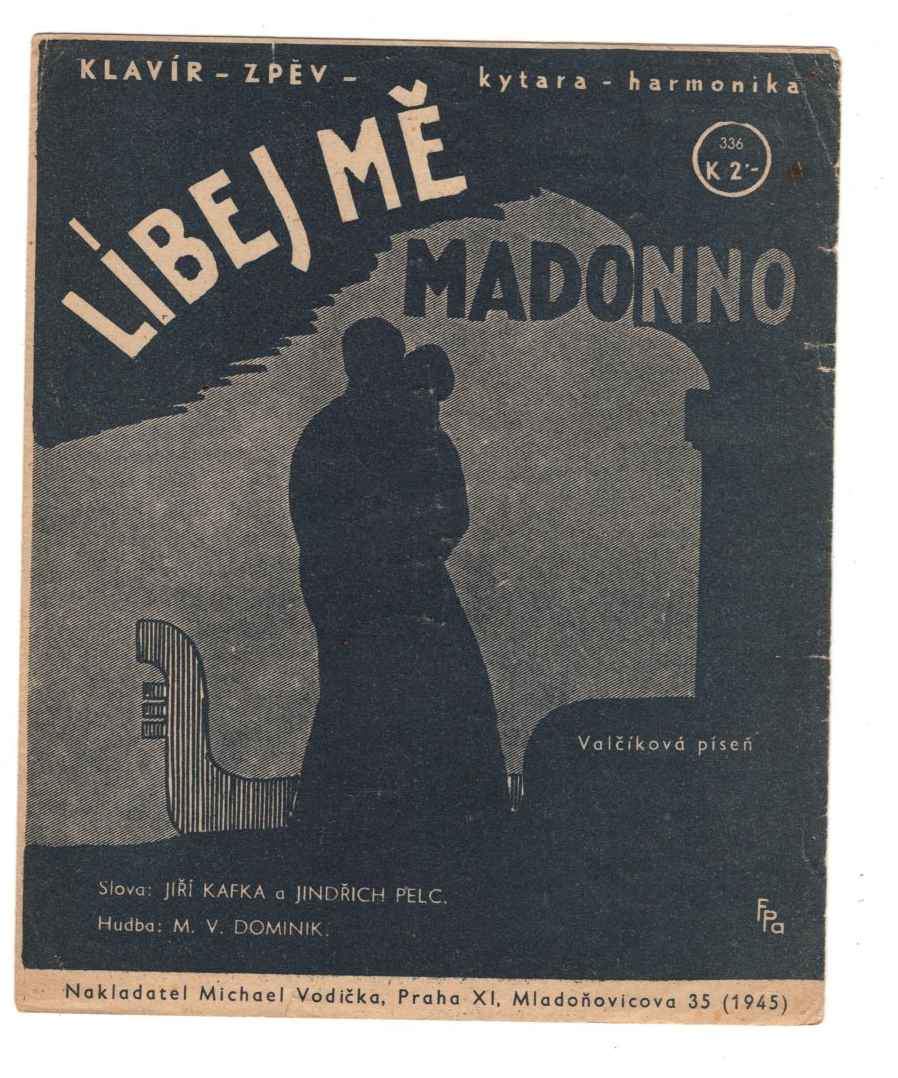 KLAVÍR - ZPĚV - kytara - harmonika
336
K 2·-
LÍBEJ MĚ
MADONNO
Valčíková píseň
Slova: JIŘÍ KAFKA a JINDŘICH PELC.
Hudba: M. V. DOMINIK.
FPa
Nakladatel Michael Vodička, Praha XI, Mladoňovicova 35 (1945)